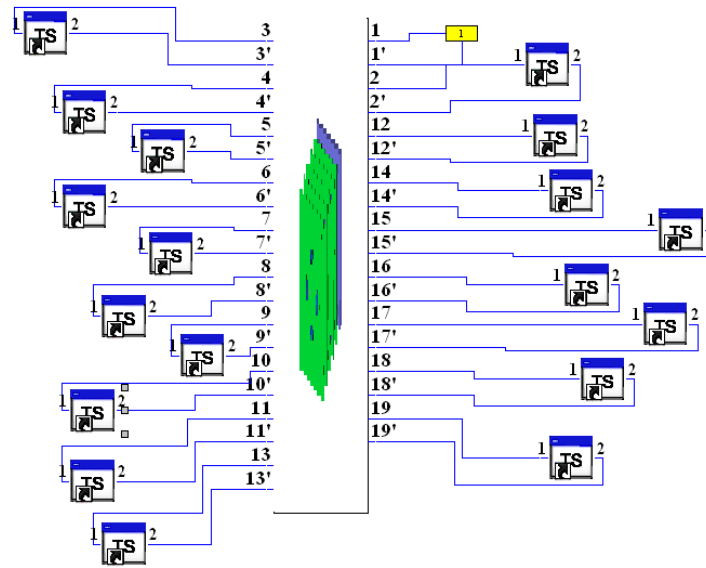 1 TS 2 3 1 1
3' 1' 1 TS 2
4 2
1 TS 2 4' 2'
5 12 1 TS 2
1 TS 2 5' 12'
6 14 1 TS 2
1 TS 2 6' 14'
7 15 1 TS 2
1 TS 2 7' 15'
8 16 1 TS 2
1 TS 2 8' 16'
9 17 1 TS 2
1 TS 2 9' 17'
10 18 1 TS 2
1 TS 2 10' 18'
11 19
11' 19' 1 TS 2
1 TS 2 13
13'
1 TS 2